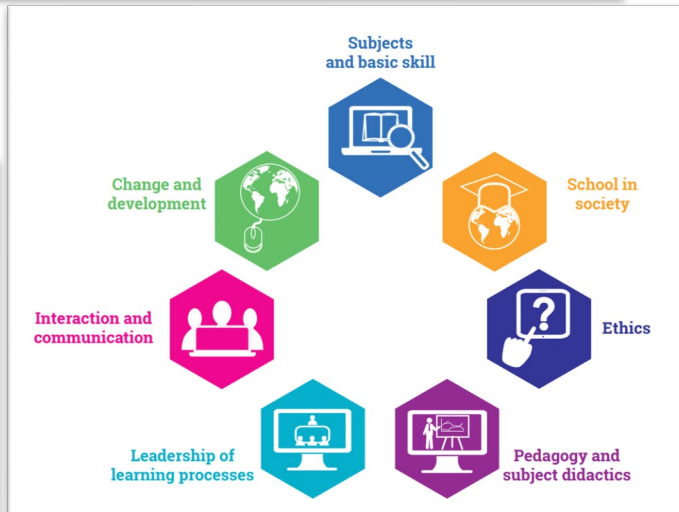 Subjects
and basic skill
Change and
development
School in
society
Interaction and
communication
?
Ethics
Leadership of
learning processes
Pedagogy and
subject didactics